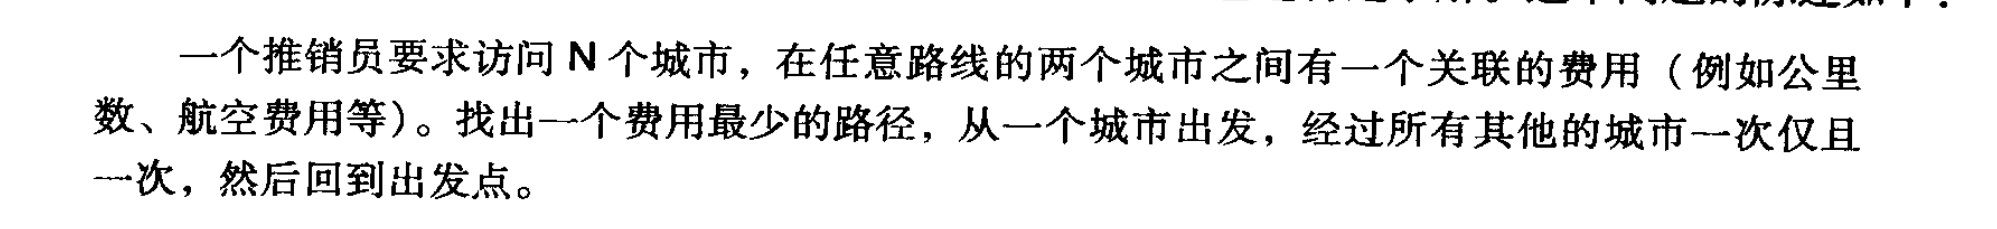 一个推销员要求访问 N 个城市，在任意路线的两个城市之间有一个关联的费用（例如公里
数、航空费用等）。找出一个费用最少的路径，从一个城市出发，经过所有其他的城市一次仅且
一次，然后回到出发点。